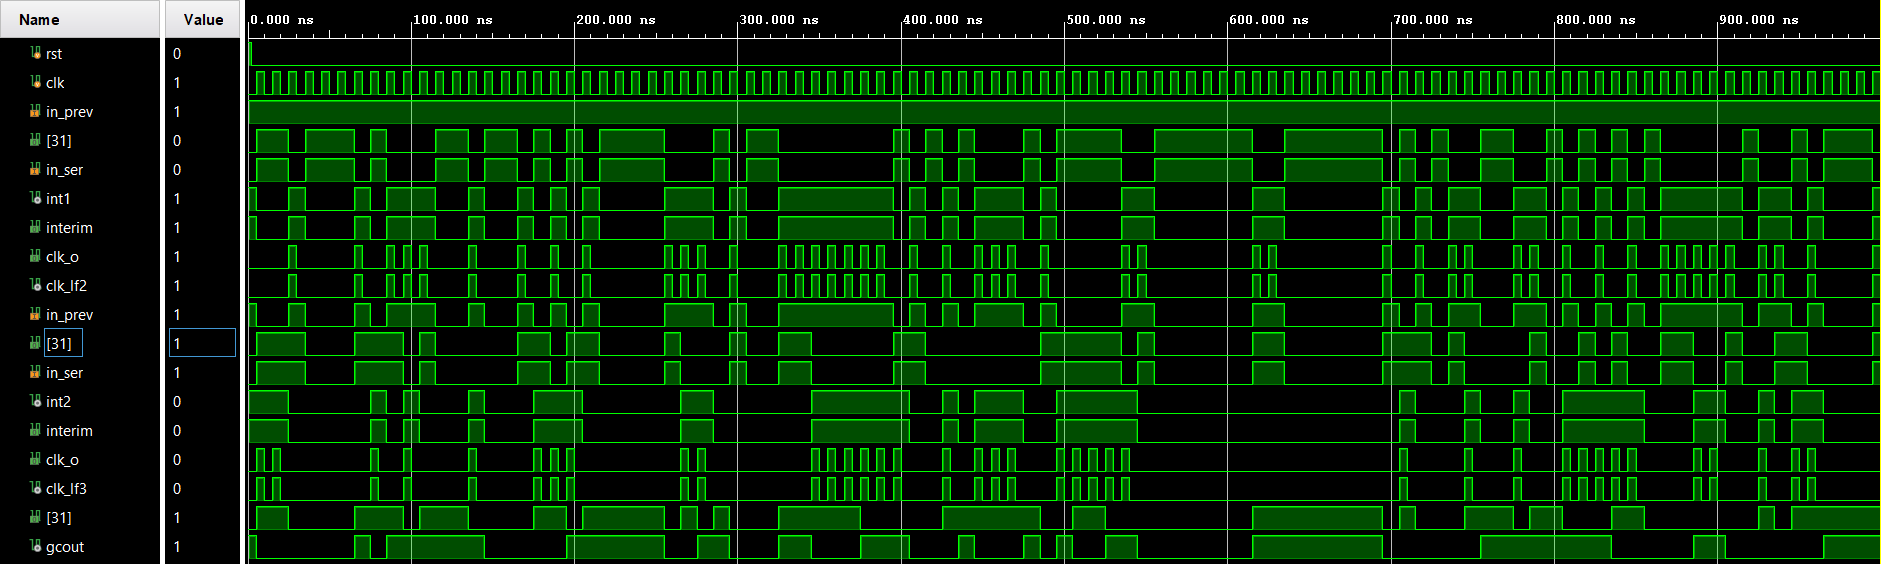 Name Value 0.000 ns 100.000 ns 200.000 ns 300.000 ns 400.000 ns 500.000 ns 600.000 ns 700.000 ns 800.000 ns 900.000 ns
rst 0
clk 1
in_prev 1
[31] 0
in_ser 0
int1 1
interim 1
clk_o 1
clk_lf2 1
in_prev 1
[31] 1
in_ser 1
int2 0
interim 0
clk_o 0
clk_lf3 0
[31] 1
gcout 1